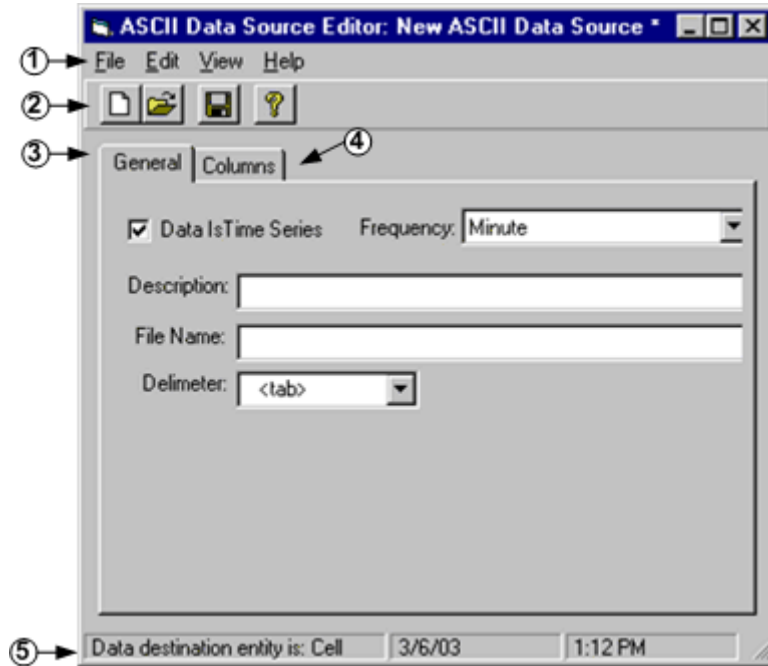 ASCII Data Source Editor: New ASCII Data Source *
1 File Edit View Help
2
3 4
General Columns
Data IsTime Series Frequency: Minute
Description:
File Name:
Delimeter: <tab>
5 Data destination entity is: Cell 3/6/03 1:12 PM